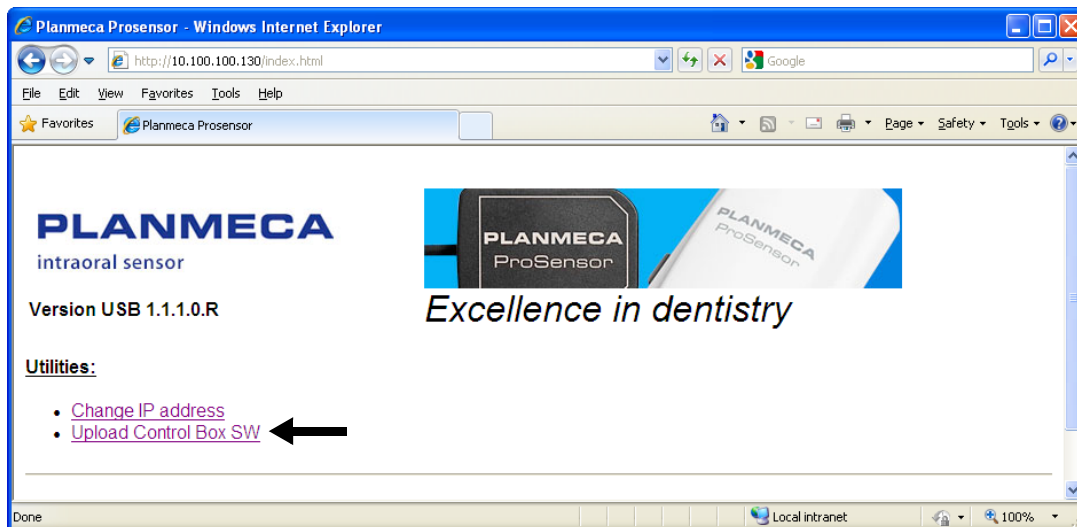 Planmeca Prosensor - Windows Internet Explorer
http://10.100.100.130/index.html
Google
File Edit View Favorites Tools Help
Favorites
Planmeca Prosensor
Page Safety Tools
PLANMECA
intraoral sensor
PLANMECA
ProSensor
PLANMECA
ProSensor
Version USB 1.1.1.0.R
Excellence in dentistry
Utilities:
• Change IP address
• Upload Control Box SW
Done
Local intranet
100%